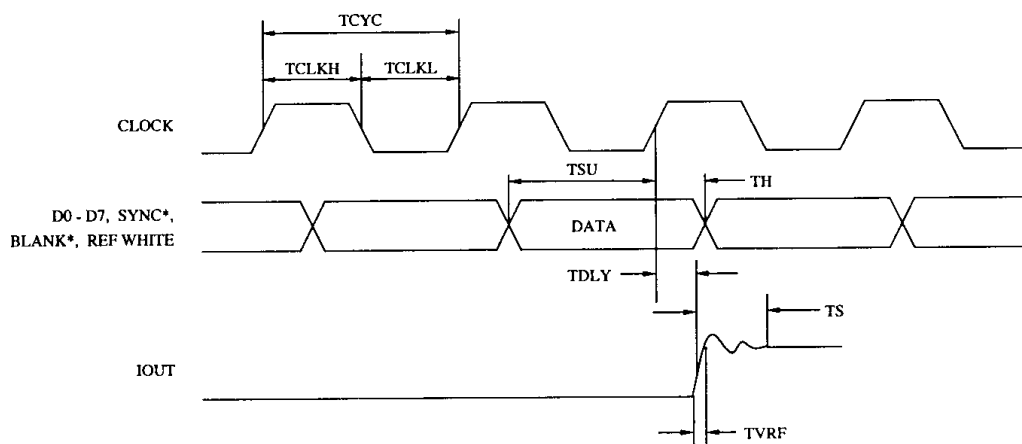 TCYC
TCLKH
TCLKL
CLOCK
TSU
TH
D0 - D7, SYNC*,
BLANK*, REF WHITE
DATA
TDLY
TS
IOUT
TVRF